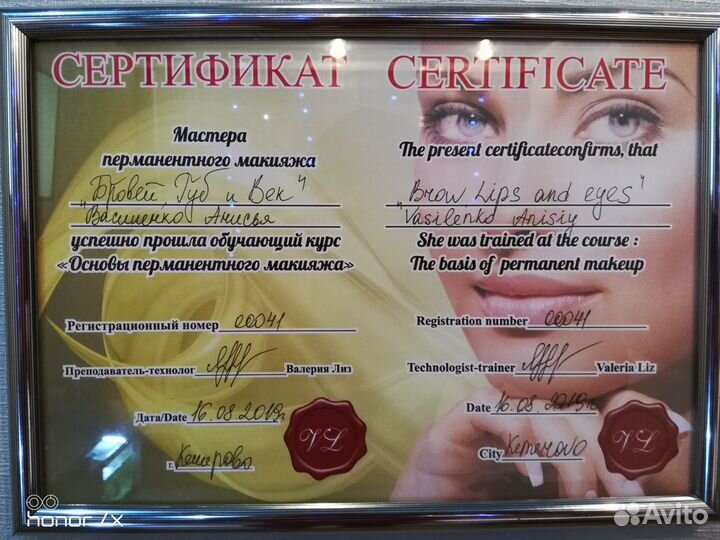 СЕРТИФИКАТ
Мастера
перманентного макияжа
"Бровей, Губ и Век"
Василенко Анисья
успешно прошла обучающий курс
«Основы перманентного макияжа»
Регистрационный номер 00041
Преподаватель-технолог Валерия Лиз
Дата/Date 16.08.2019г
г. Кемерово
VL
CERTIFICATE
The present certificateconfirms, that
"Brow Lips and eyes"
"Vasilenko Anisiy
She was trained at the course :
The basis of permanent makeup
Registration number 00041
Technologist-trainer Valeria Liz
Date 16.08.2019г.
City Kemerovo
VL
honor 7X
Avito